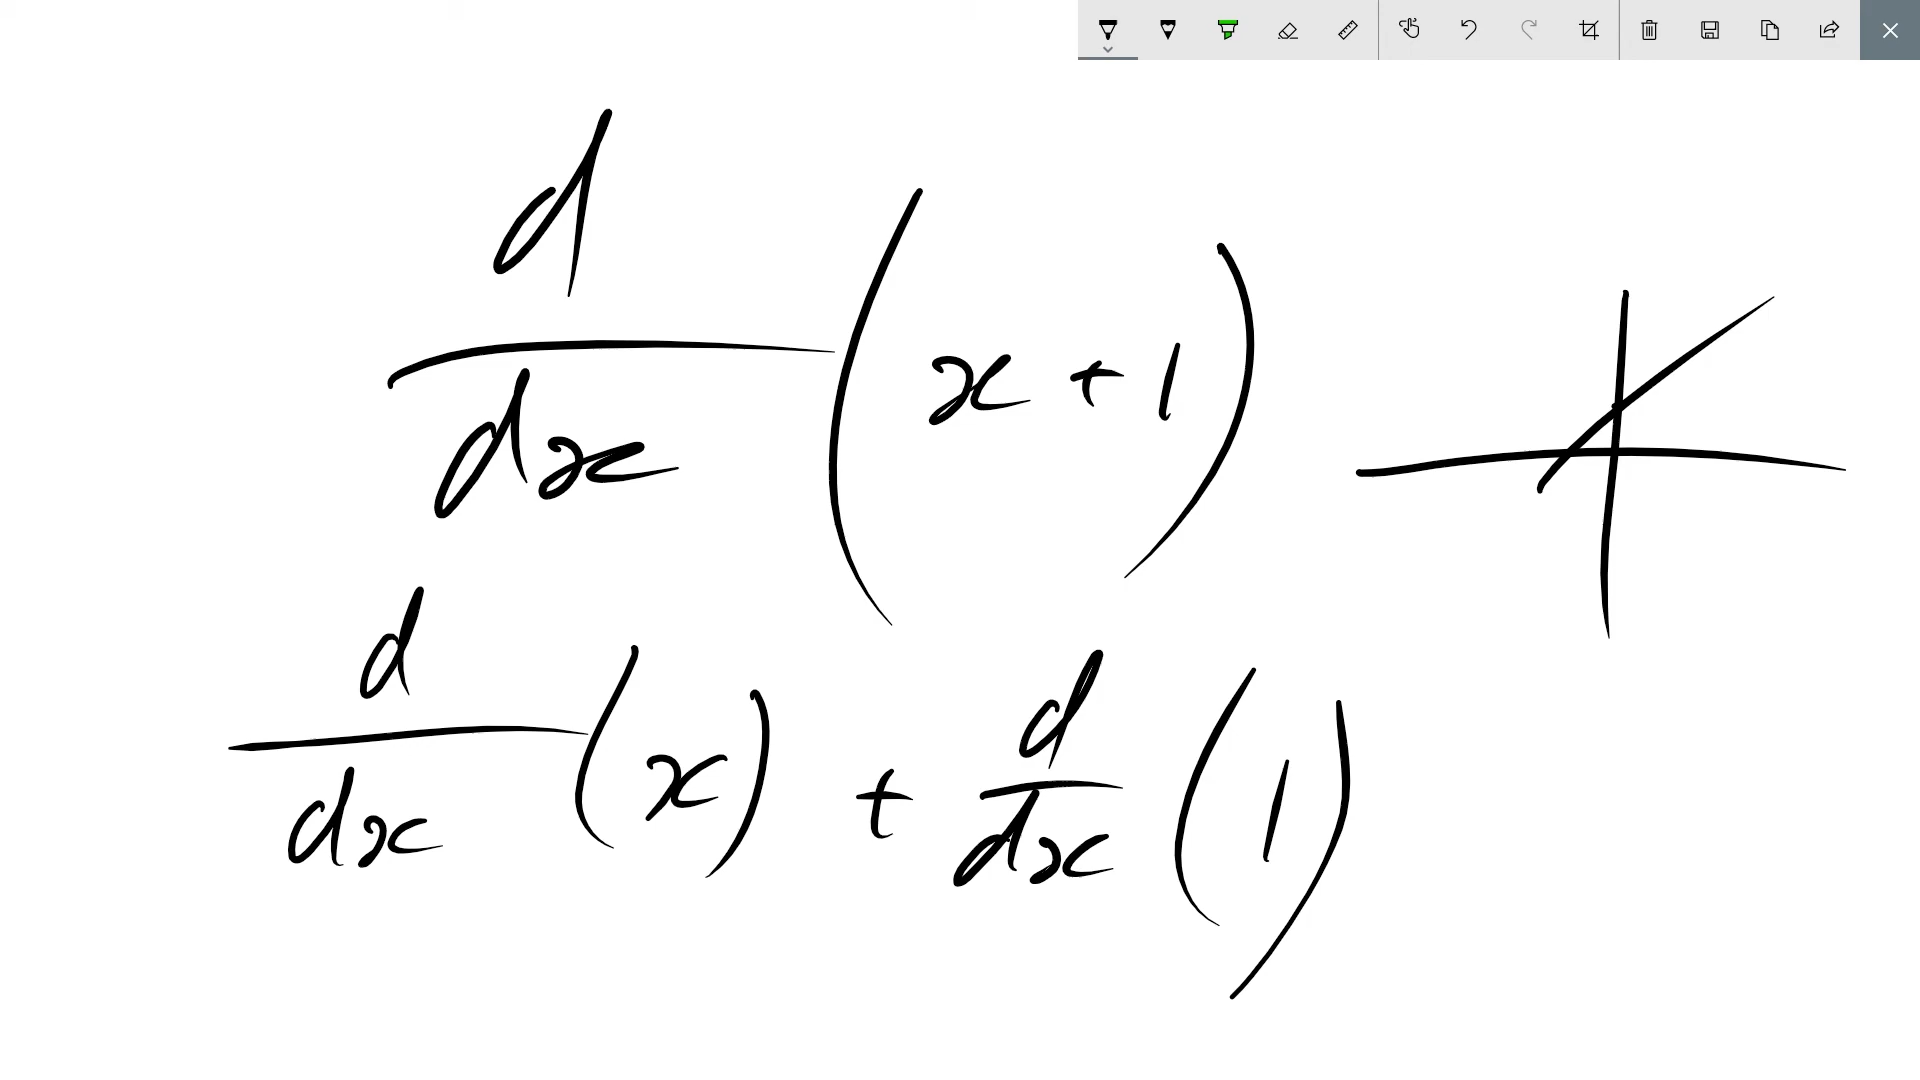 d/dx (x + 1)
d/dx (x) + d/dx (1)